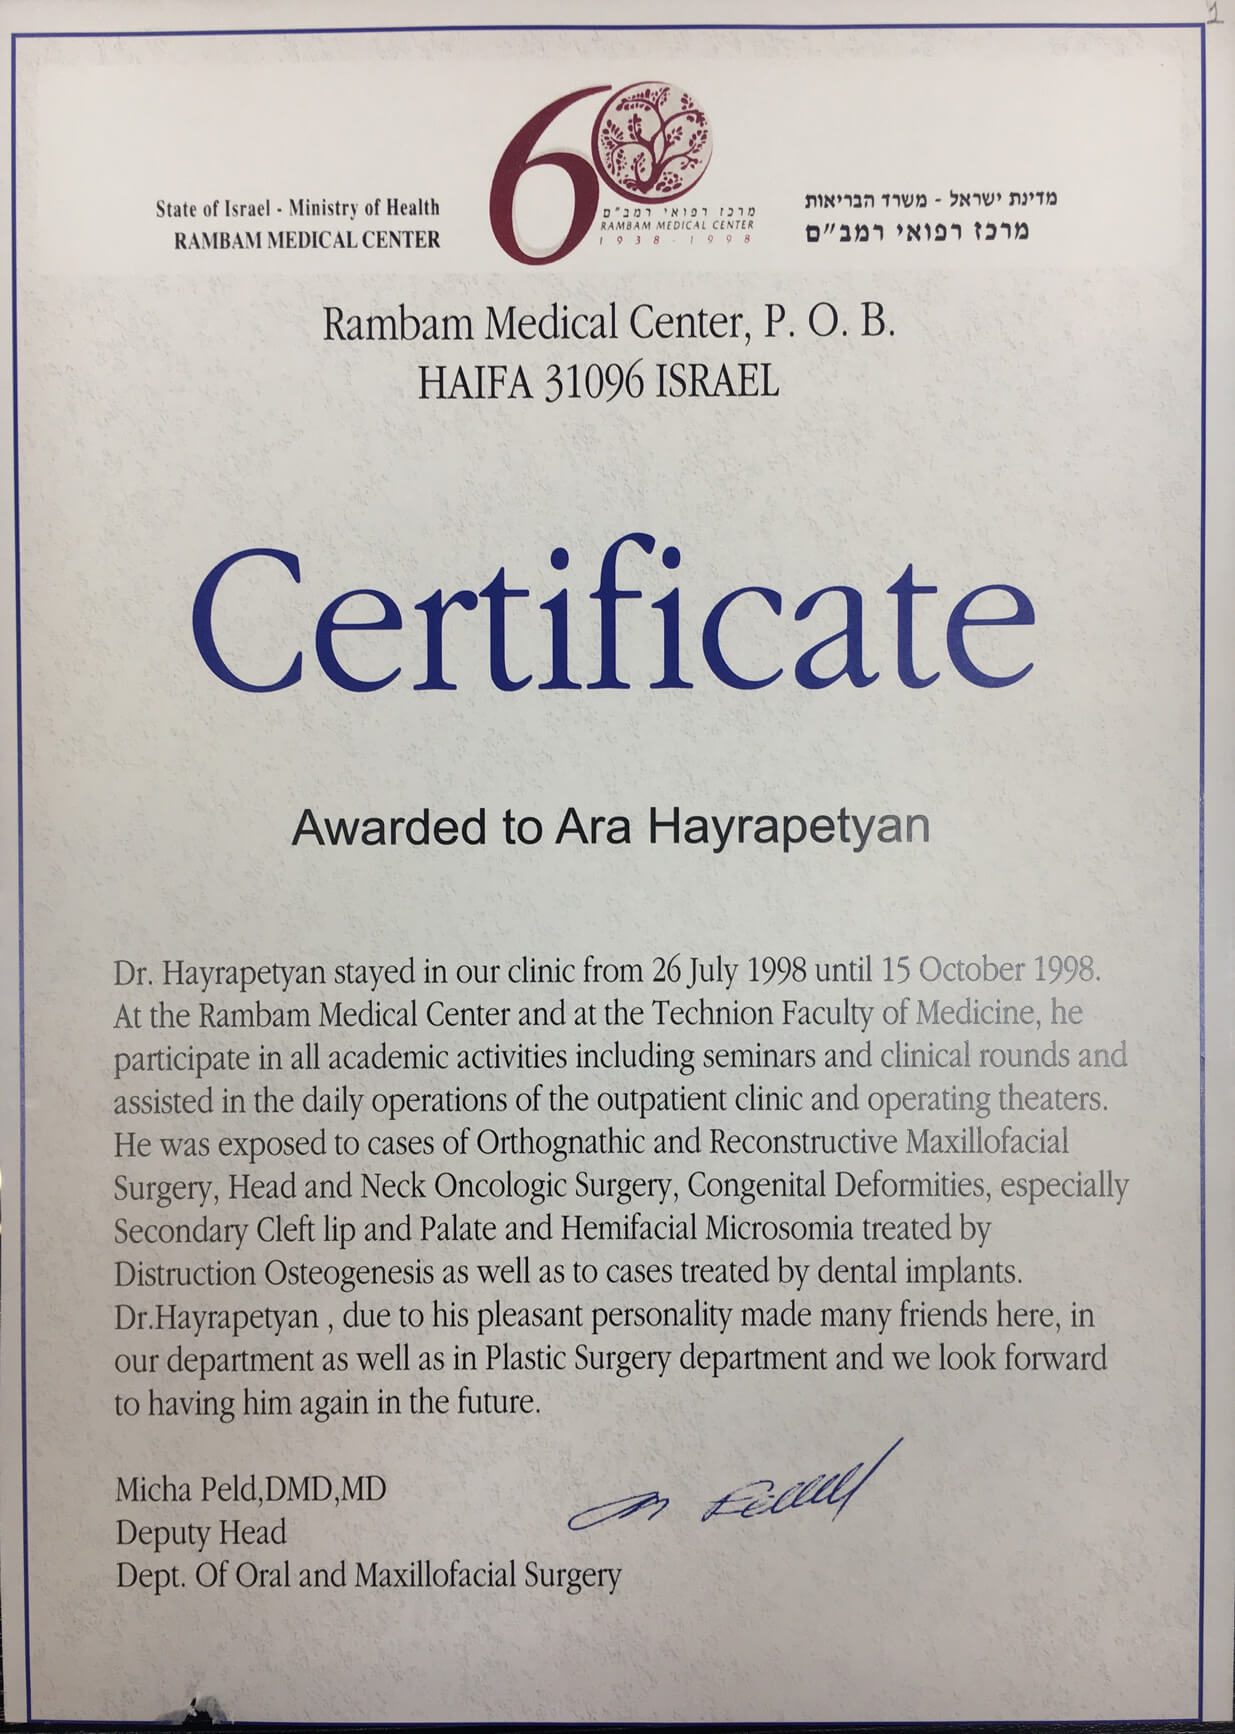 1
State of Israel - Ministry of Health
RAMBAM MEDICAL CENTER
60
מרכז רפואי רמב"ם
RAMBAM MEDICAL CENTER
1938-1998
מדינת ישראל - משרד הבריאות
מרכז רפואי רמב"ם
Rambam Medical Center, P. O. B.
HAIFA 31096 ISRAEL
Certificate
Awarded to Ara Hayrapetyan
Dr. Hayrapetyan stayed in our clinic from 26 July 1998 until 15 October 1998.
At the Rambam Medical Center and at the Technion Faculty of Medicine, he
participate in all academic activities including seminars and clinical rounds and
assisted in the daily operations of the outpatient clinic and operating theaters.
He was exposed to cases of Orthognathic and Reconstructive Maxillofacial
Surgery, Head and Neck Oncologic Surgery, Congenital Deformities, especially
Secondary Cleft lip and Palate and Hemifacial Microsomia treated by
Distruction Osteogenesis as well as to cases treated by dental implants.
Dr.Hayrapetyan , due to his pleasant personality made many friends here, in
our department as well as in Plastic Surgery department and we look forward
to having him again in the future.
Micha Peld,DMD,MD
Deputy Head
Dept. Of Oral and Maxillofacial Surgery